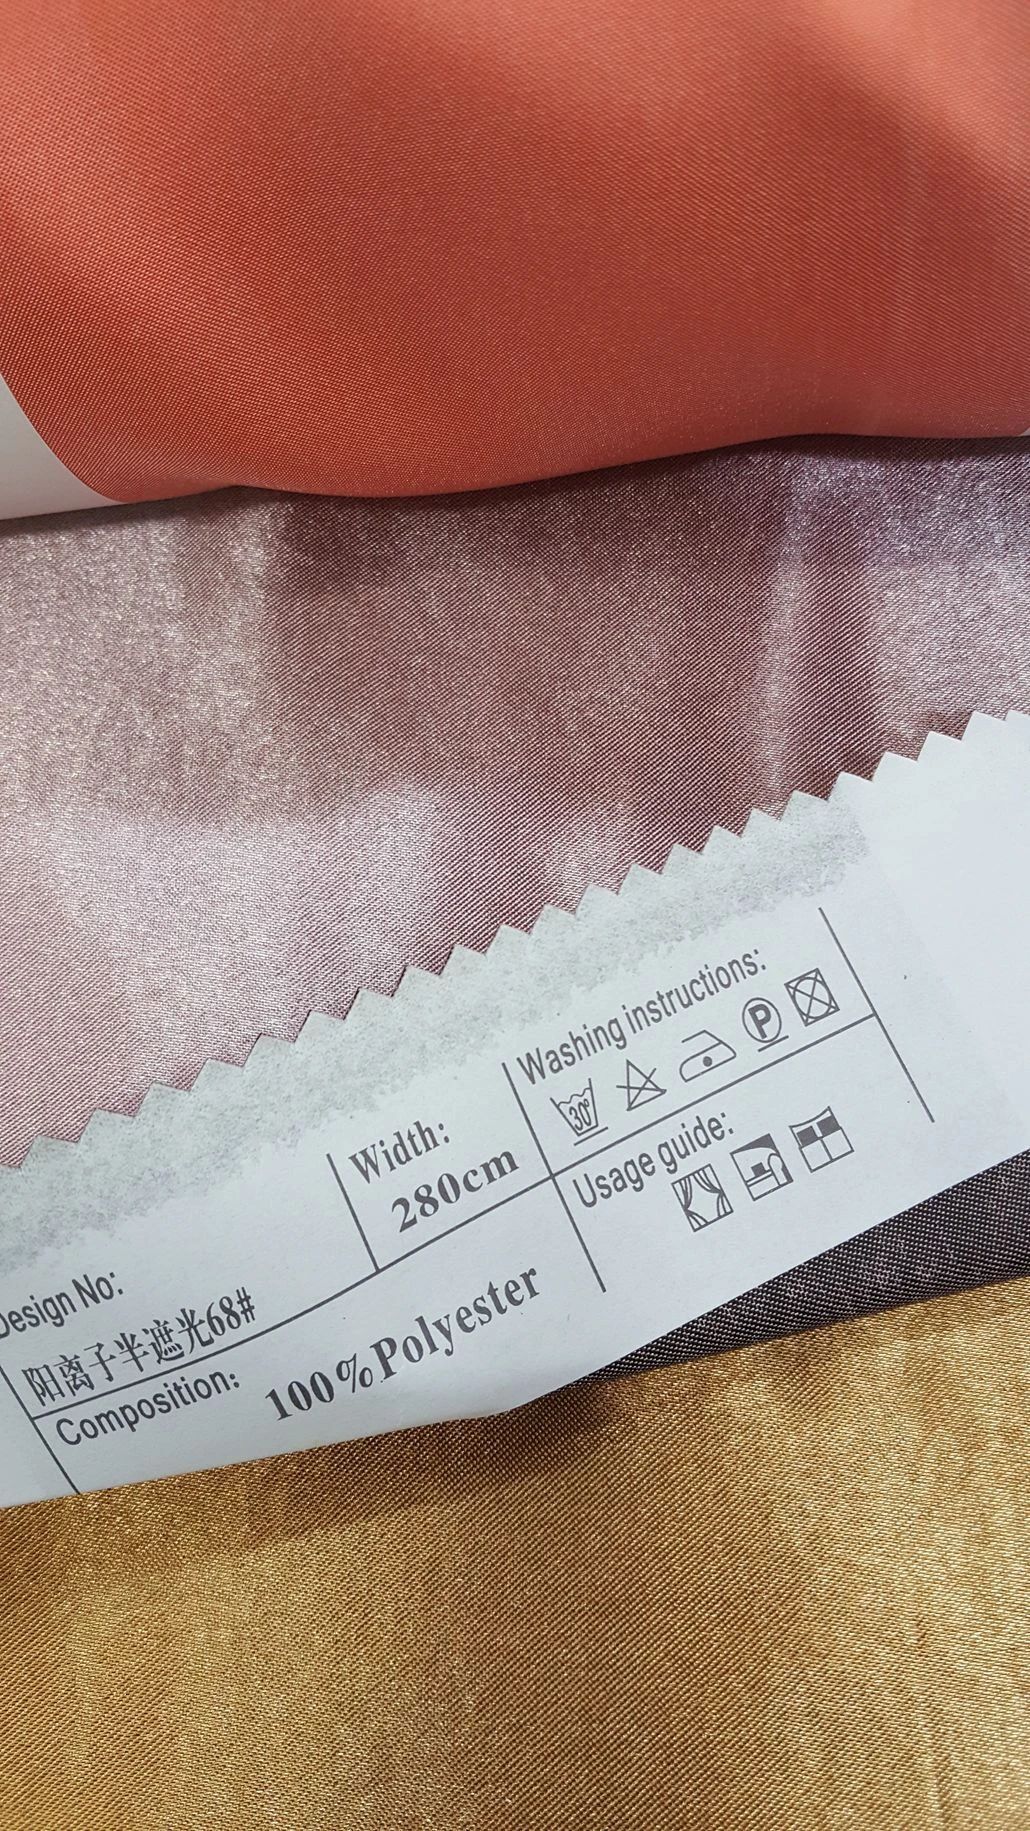 Design No:
阳离子半遮光68#
Width:
280cm
Composition:
100%Polyester
Washing instructions:
30°
P
Usage guide: